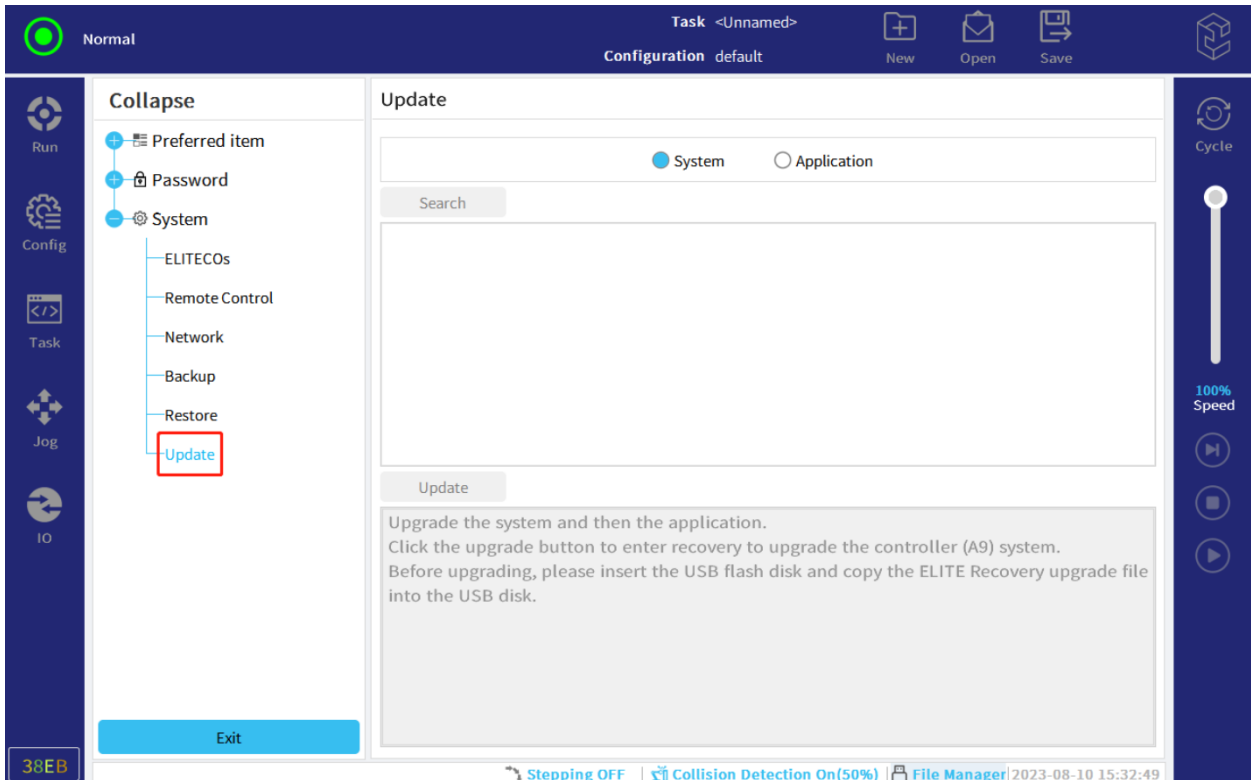 Normal
Task <Unnamed>
Configuration default
New
Open
Save
Run
Config
Task
Jog
IO
38EB
Collapse
Preferred item
Password
System
ELITECOs
Remote Control
Network
Backup
Restore
Update
Exit
Update
System Application
Search
Update
Upgrade the system and then the application.
Click the upgrade button to enter recovery to upgrade the controller (A9) system.
Before upgrading, please insert the USB flash disk and copy the ELITE Recovery upgrade file
into the USB disk.
Cycle
100%
Speed
Stepping OFF | Collision Detection On(50%) | File Manager|2023-08-10 15:32:49